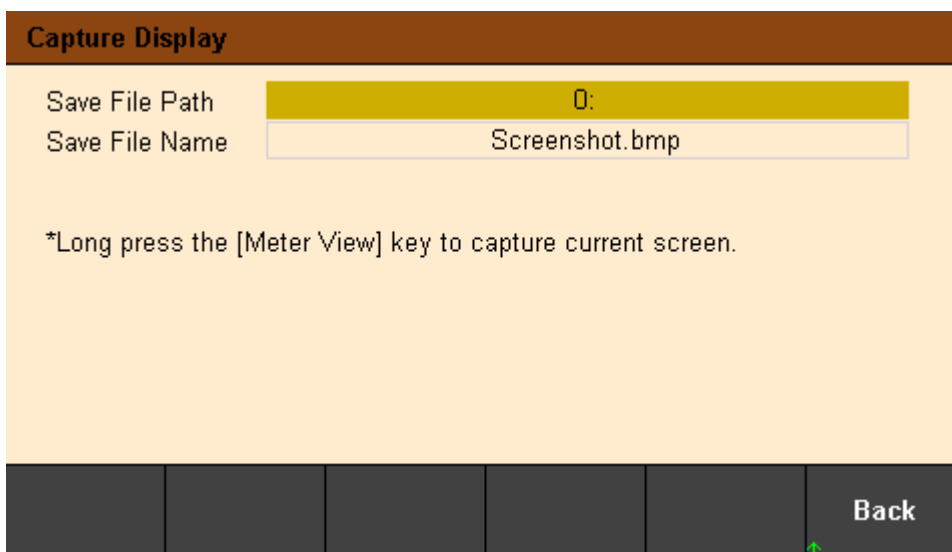 Capture Display
Save File Path 0:
Save File Name Screenshot.bmp
*Long press the [Meter View] key to capture current screen.
Back